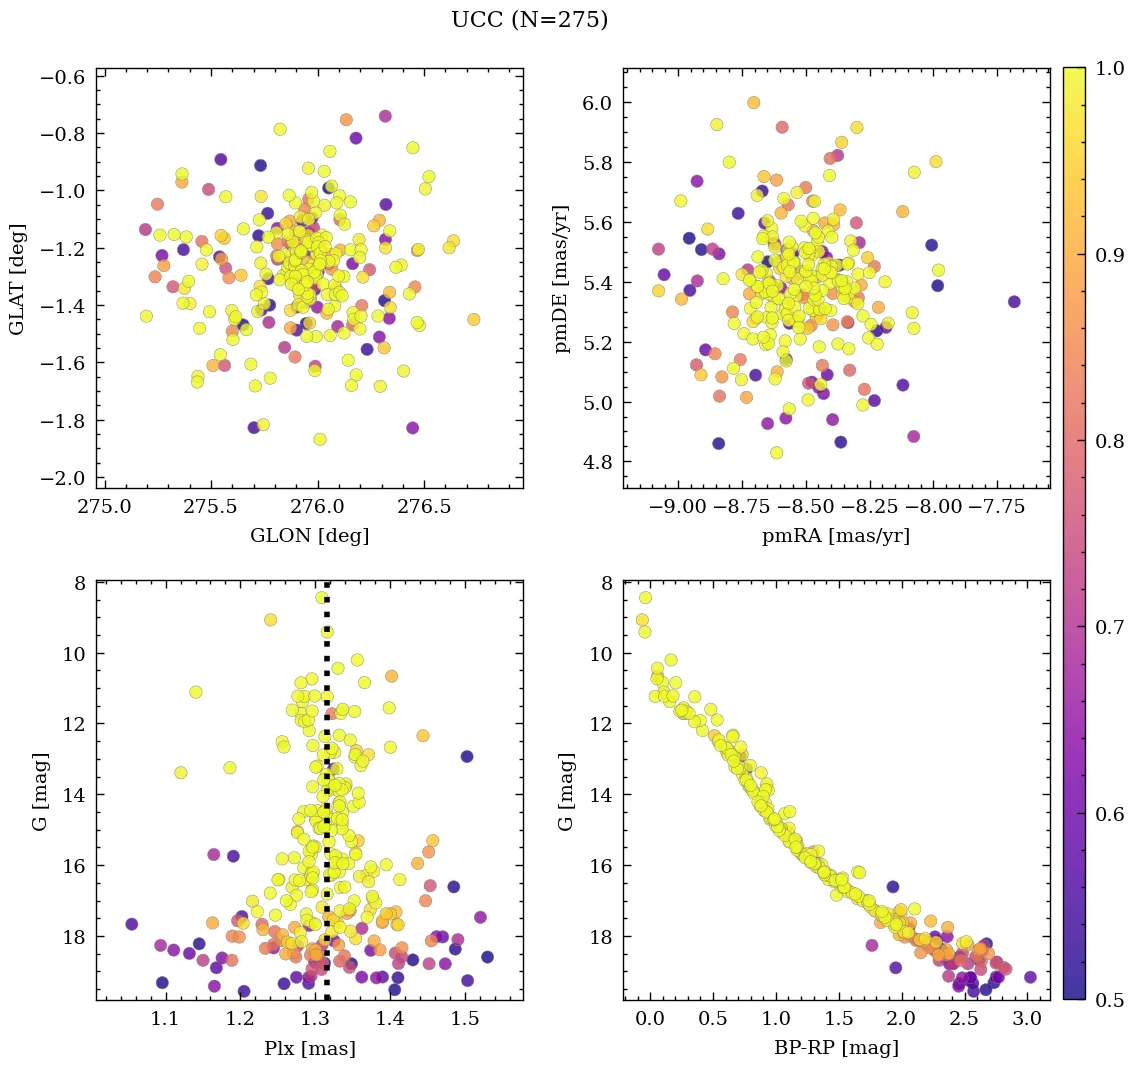 UCC (N=275)
−0.6
−0.8
−1.0
−1.2
−1.4
−1.6
−1.8
−2.0
GLAT [deg]
275.0 275.5 276.0 276.5
GLON [deg]
6.0
5.8
5.6
5.4
5.2
5.0
4.8
pmDE [mas/yr]
−9.00 −8.75 −8.50 −8.25 −8.00 −7.75
pmRA [mas/yr]
1.0
0.9
0.8
0.7
0.6
0.5
8
10
12
14
16
18
G [mag]
1.1 1.2 1.3 1.4 1.5
Plx [mas]
8
10
12
14
16
18
G [mag]
0.0 0.5 1.0 1.5 2.0 2.5 3.0
BP-RP [mag]